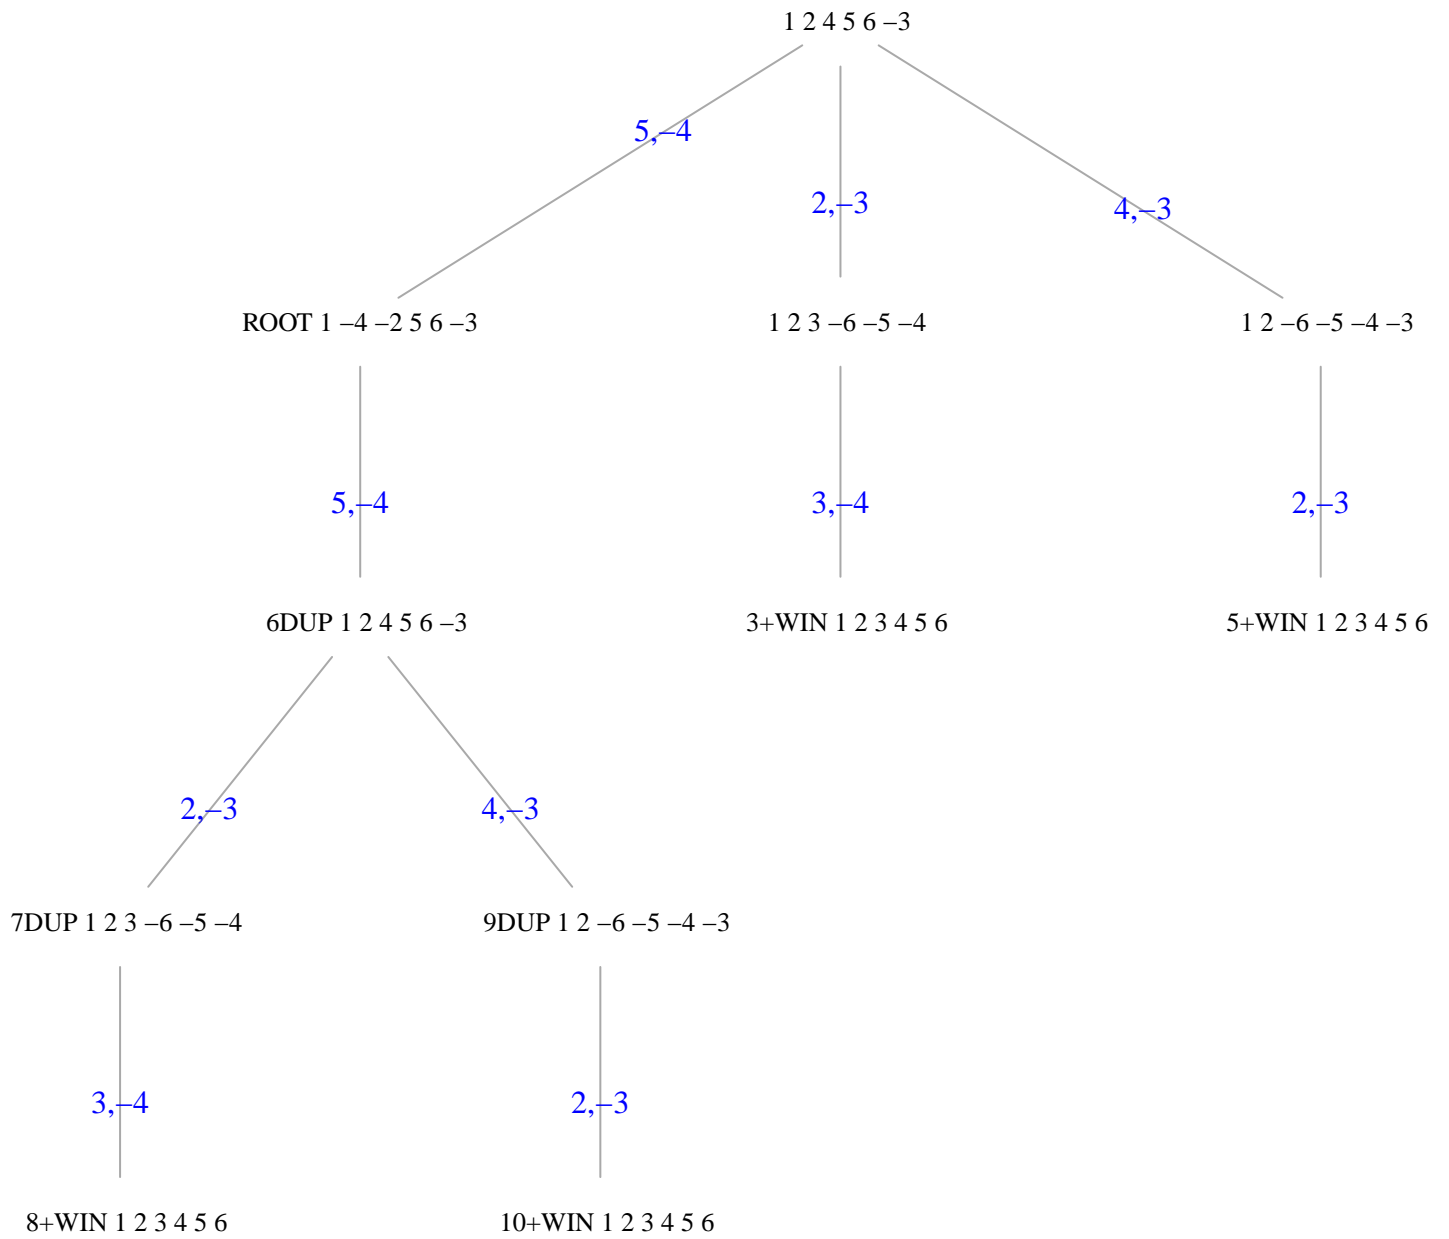 1 2 4 5 6 –3
5,–4
2,–3
4,–3
ROOT 1 –4 –2 5 6 –3
1 2 3 –6 –5 –4
1 2 –6 –5 –4 –3
5,–4
3,–4
2,–3
6DUP 1 2 4 5 6 –3
3+WIN 1 2 3 4 5 6
5+WIN 1 2 3 4 5 6
2,–3
4,–3
7DUP 1 2 3 –6 –5 –4
9DUP 1 2 –6 –5 –4 –3
3,–4
2,–3
8+WIN 1 2 3 4 5 6
10+WIN 1 2 3 4 5 6